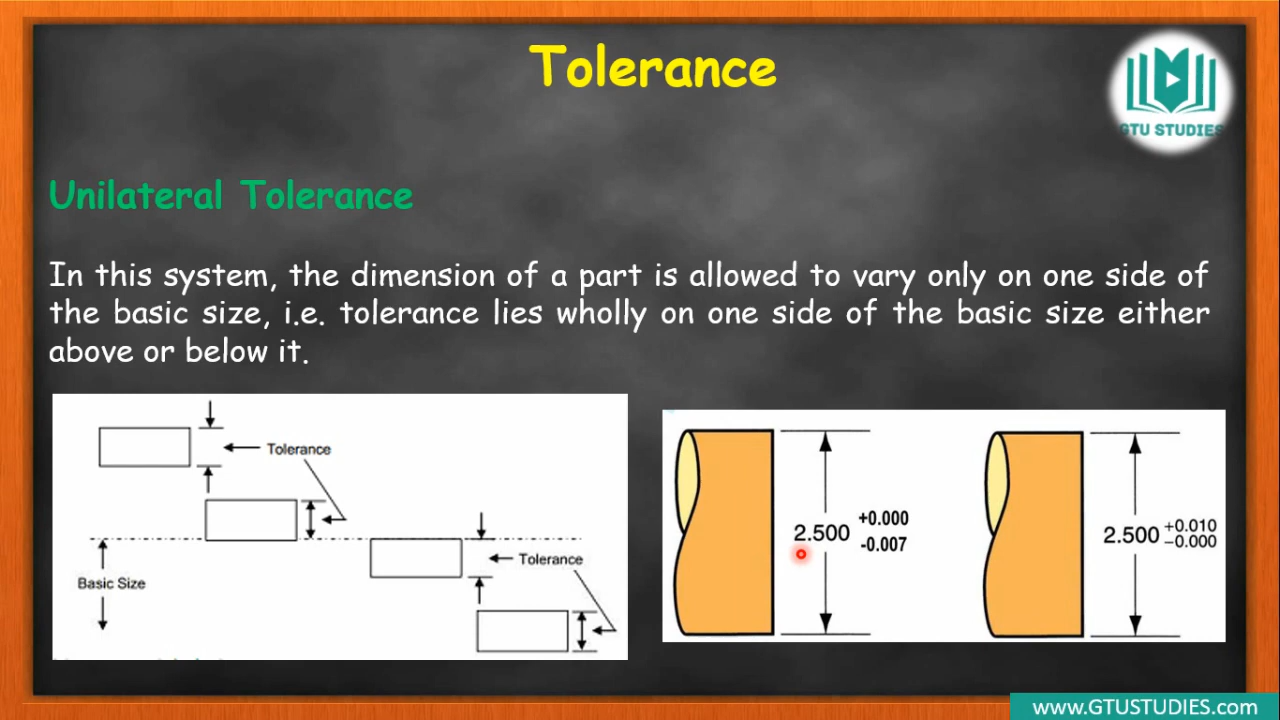 Tolerance
GTU STUDIES
Unilateral Tolerance
In this system, the dimension of a part is allowed to vary only on one side of
the basic size, i.e. tolerance lies wholly on one side of the basic size either
above or below it.
Tolerance
Tolerance
Basic Size
2.500 +0.000
-0.007
2.500 +0.010
−0.000
www.GTUSTUDIES.com